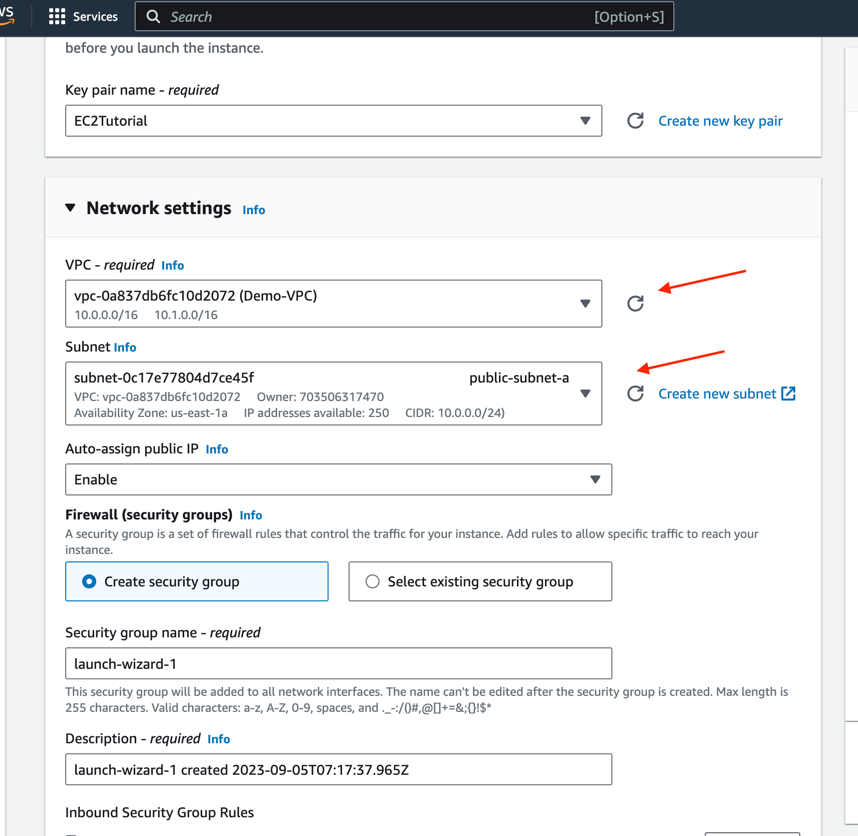 Services
Search
[Option+S]
before you launch the instance.
Key pair name - required
EC2Tutorial
Create new key pair
Network settings Info
VPC - required Info
vpc-0a837db6fc10d2072 (Demo-VPC)
10.0.0.0/16 10.1.0.0/16
Subnet Info
subnet-0c17e77804d7ce45f public-subnet-a
VPC: vpc-0a837db6fc10d2072 Owner: 703506317470
Availability Zone: us-east-1a IP addresses available: 250 CIDR: 10.0.0.0/24)
Create new subnet
Auto-assign public IP Info
Enable
Firewall (security groups) Info
A security group is a set of firewall rules that control the traffic for your instance. Add rules to allow specific traffic to reach your
instance.
Create security group
Select existing security group
Security group name - required
launch-wizard-1
This security group will be added to all network interfaces. The name can't be edited after the security group is created. Max length is
255 characters. Valid characters: a-z, A-Z, 0-9, spaces, and ._-:/()#,@[]+=&;{}!$*
Description - required Info
launch-wizard-1 created 2023-09-05T07:17:37.965Z
Inbound Security Group Rules